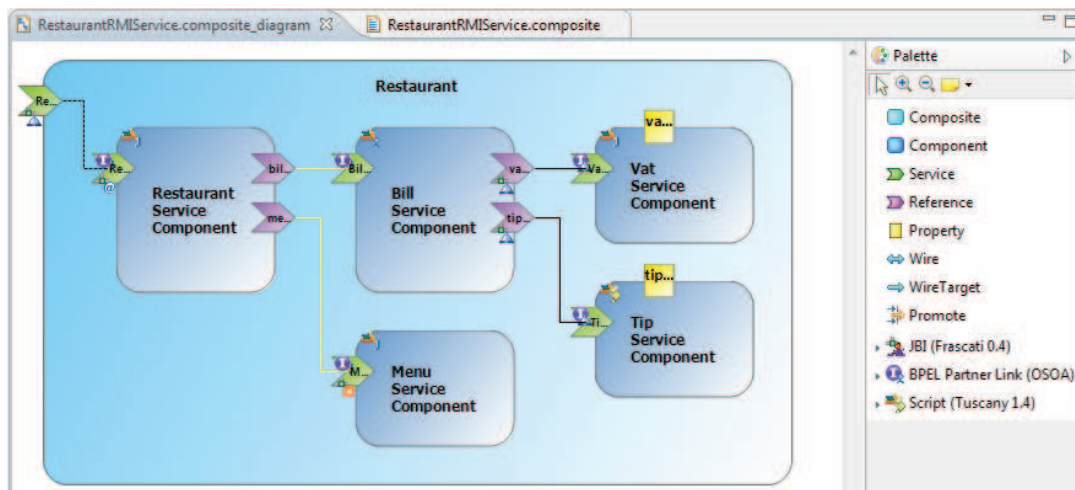 RestaurantRMIService.composite_diagram
RestaurantRMIService.composite
Palette
Restaurant
Re...
Re...
Restaurant
Service
Component
bil...
me...
Bil...
Bill
Service
Component
va...
tip...
va...
Va...
Vat
Service
Component
tip...
Ti...
Tip
Service
Component
M...
Menu
Service
Component
Composite
Component
Service
Reference
Property
Wire
WireTarget
Promote
JBI (Frascati 0.4)
BPEL Partner Link (OSOA)
Script (Tuscany 1.4)